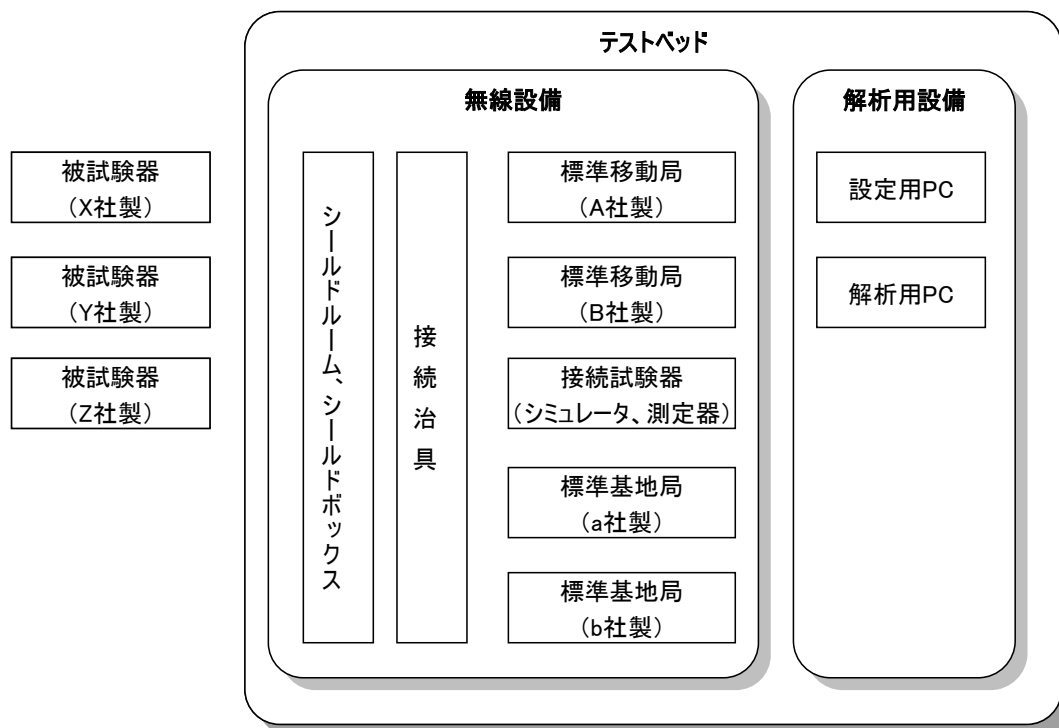 テストベッド
無線設備
解析用設備
被試験器
（X社製）
被試験器
（Y社製）
被試験器
（Z社製）
シールドルーム、シールドボックス
接続治具
標準移動局
（A社製）
標準移動局
（B社製）
接続試験器
（シミュレータ、測定器）
標準基地局
（a社製）
標準基地局
（b社製）
設定用PC
解析用PC